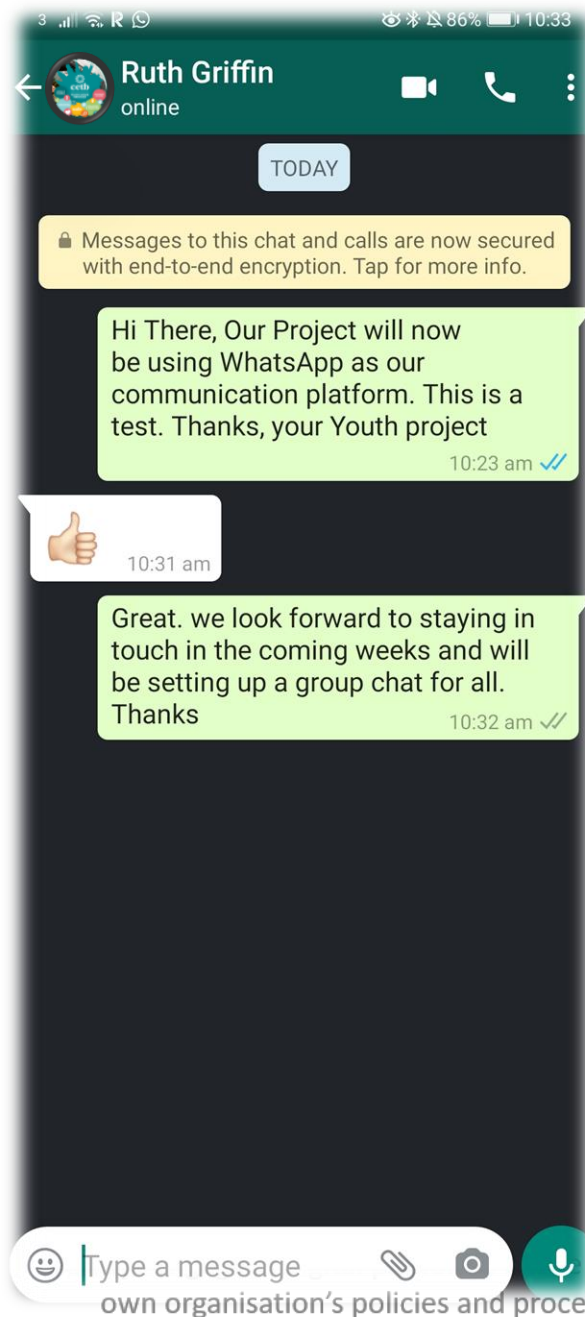 3 R 86% 10:33
Ruth Griffin
online
TODAY
Messages to this chat and calls are now secured
with end-to-end encryption. Tap for more info.
Hi There, Our Project will now
be using WhatsApp as our
communication platform. This is a
test. Thanks, your Youth project
10:23 am
10:31 am
Great. we look forward to staying in
touch in the coming weeks and will
be setting up a group chat for all.
Thanks 10:32 am
Type a message
own organisation's policies and proce